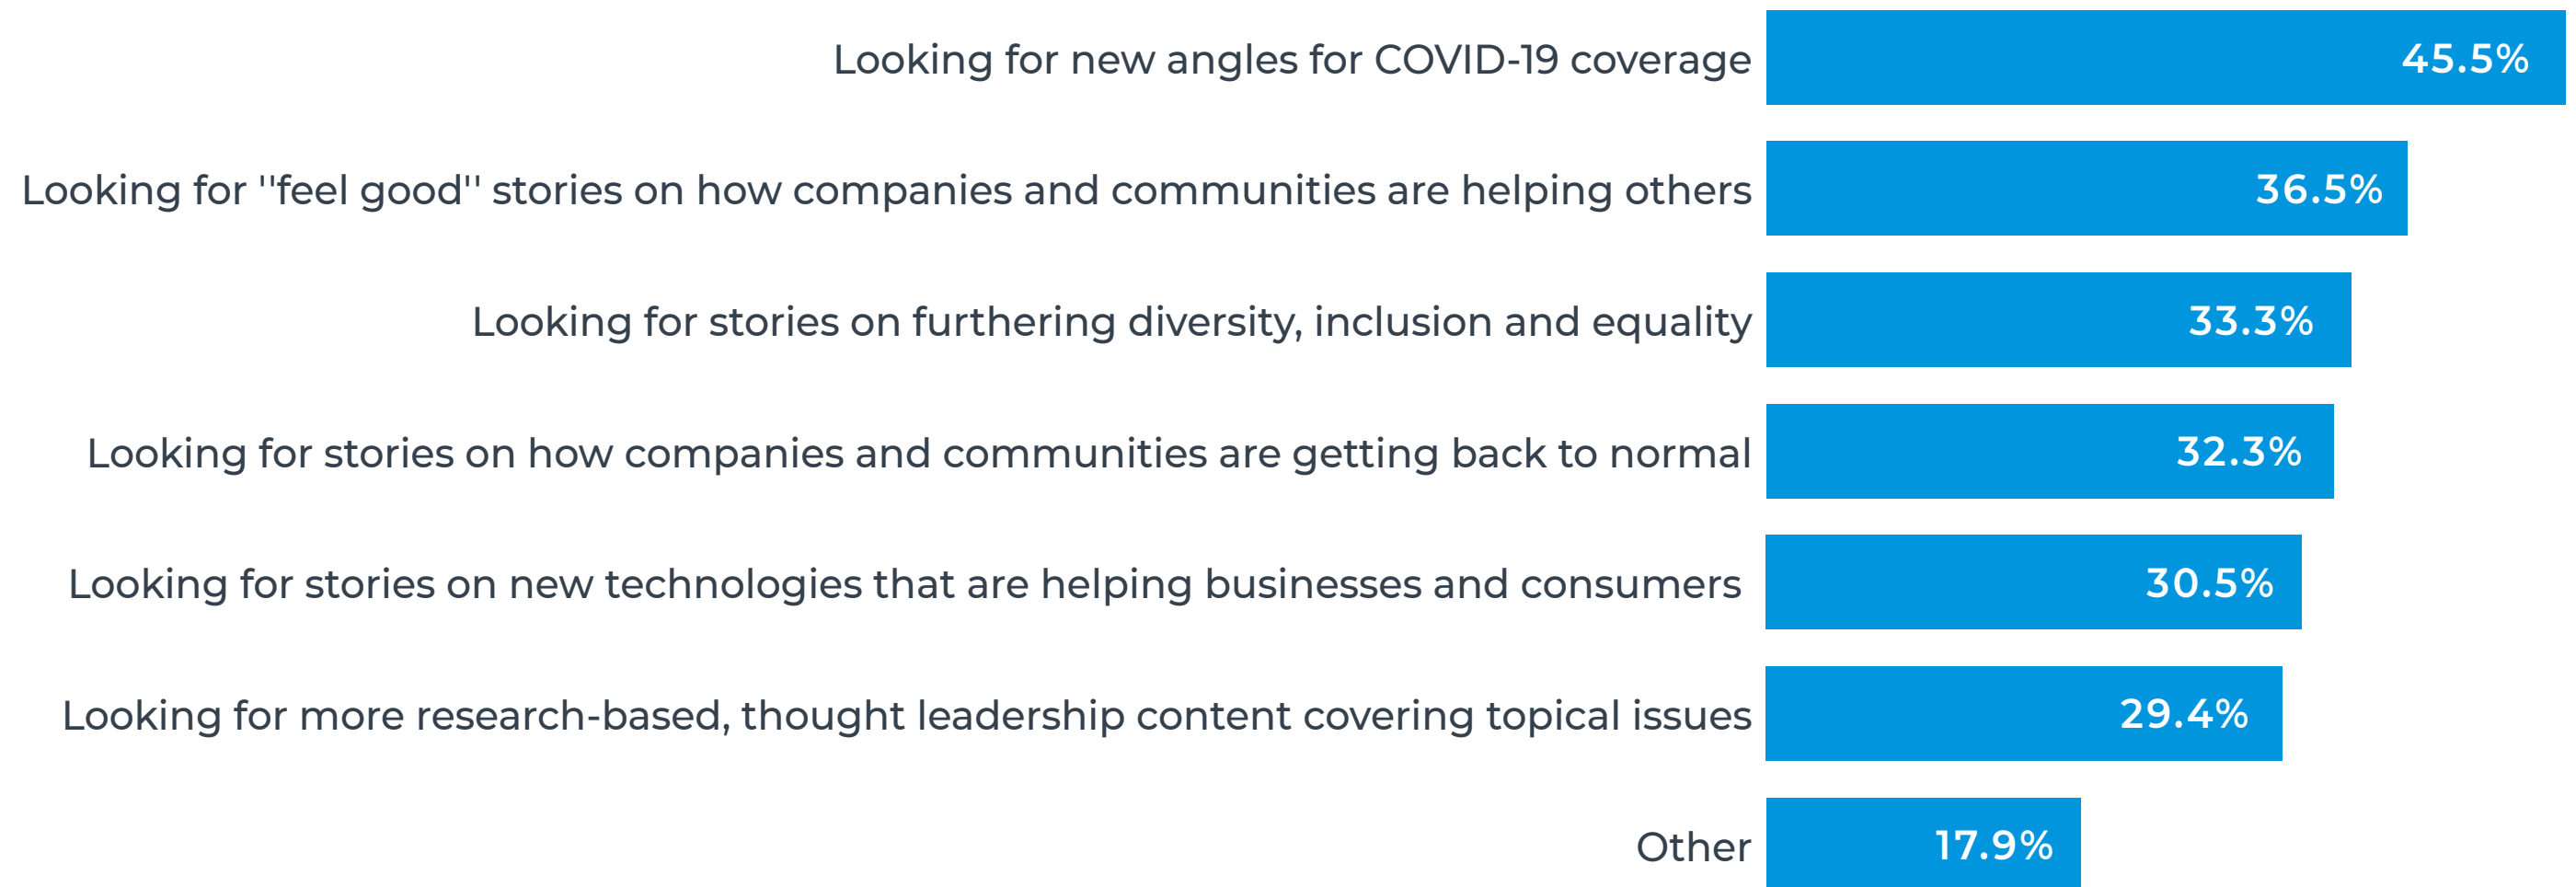 Looking for new angles for COVID-19 coverage 45.5%
Looking for "feel good" stories on how companies and communities are helping others 36.5%
Looking for stories on furthering diversity, inclusion and equality 33.3%
Looking for stories on how companies and communities are getting back to normal 32.3%
Looking for stories on new technologies that are helping businesses and consumers 30.5%
Looking for more research-based, thought leadership content covering topical issues 29.4%
Other 17.9%